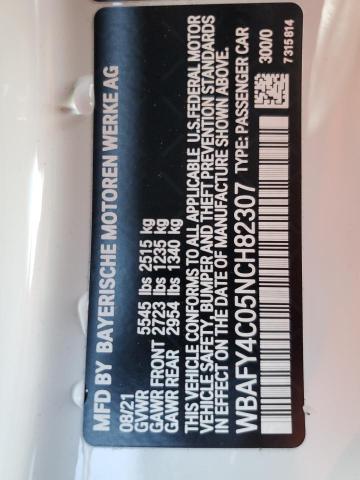 MFD BY BAYERISCHE MOTOREN WERKE AG
08/21
GVWR 5545 lbs 2515 kg
GAWR FRONT 2723 lbs 1235 kg
GAWR REAR 2954 lbs 1340 kg
THIS VEHICLE CONFORMS TO ALL APPLICABLE U.S.FEDERAL MOTOR
VEHICLE SAFETY, BUMPER AND THEFT PREVENTION STANDARDS
IN EFFECT ON THE DATE OF MANUFACTURE SHOWN ABOVE.
WBAFY4C05NCH82307 TYPE: PASSENGER CAR
300/0
7315814